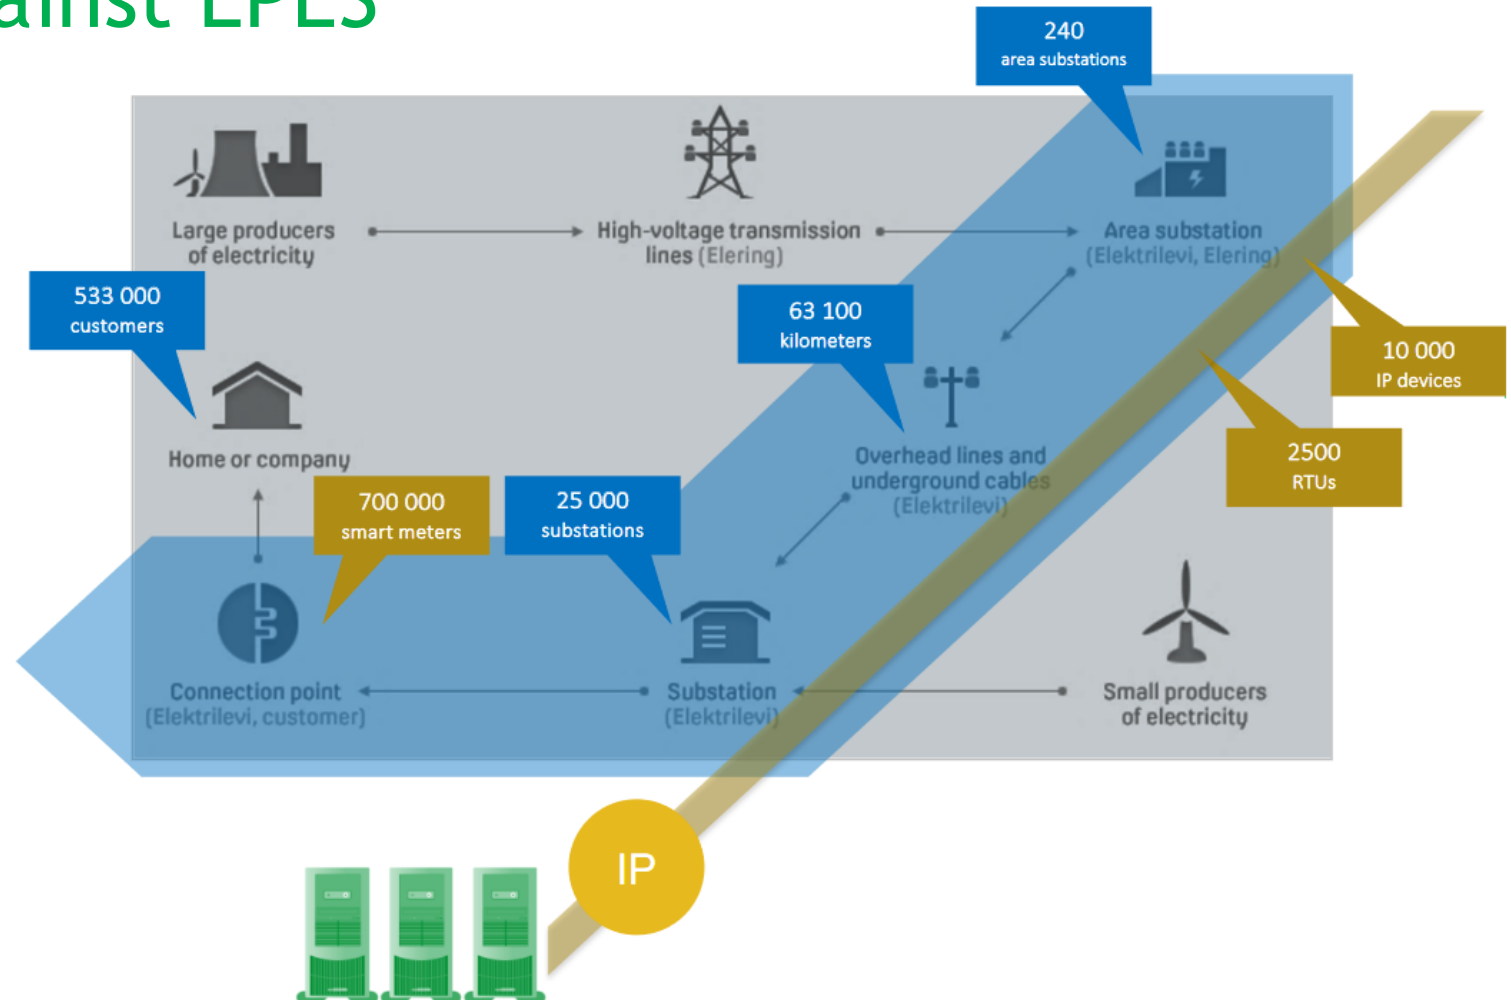 against EPES
240
area substations
Large producers
of electricity
High-voltage transmission
lines (Elering)
Area substation
(Elektrilevi, Elering)
533 000
customers
63 100
kilometers
10 000
IP devices
Home or company
Overhead lines and
underground cables
(Elektrilevi)
2500
RTUs
700 000
smart meters
25 000
substations
Connection point
(Elektrilevi, customer)
Substation
(Elektrilevi)
Small producers
of electricity
IP